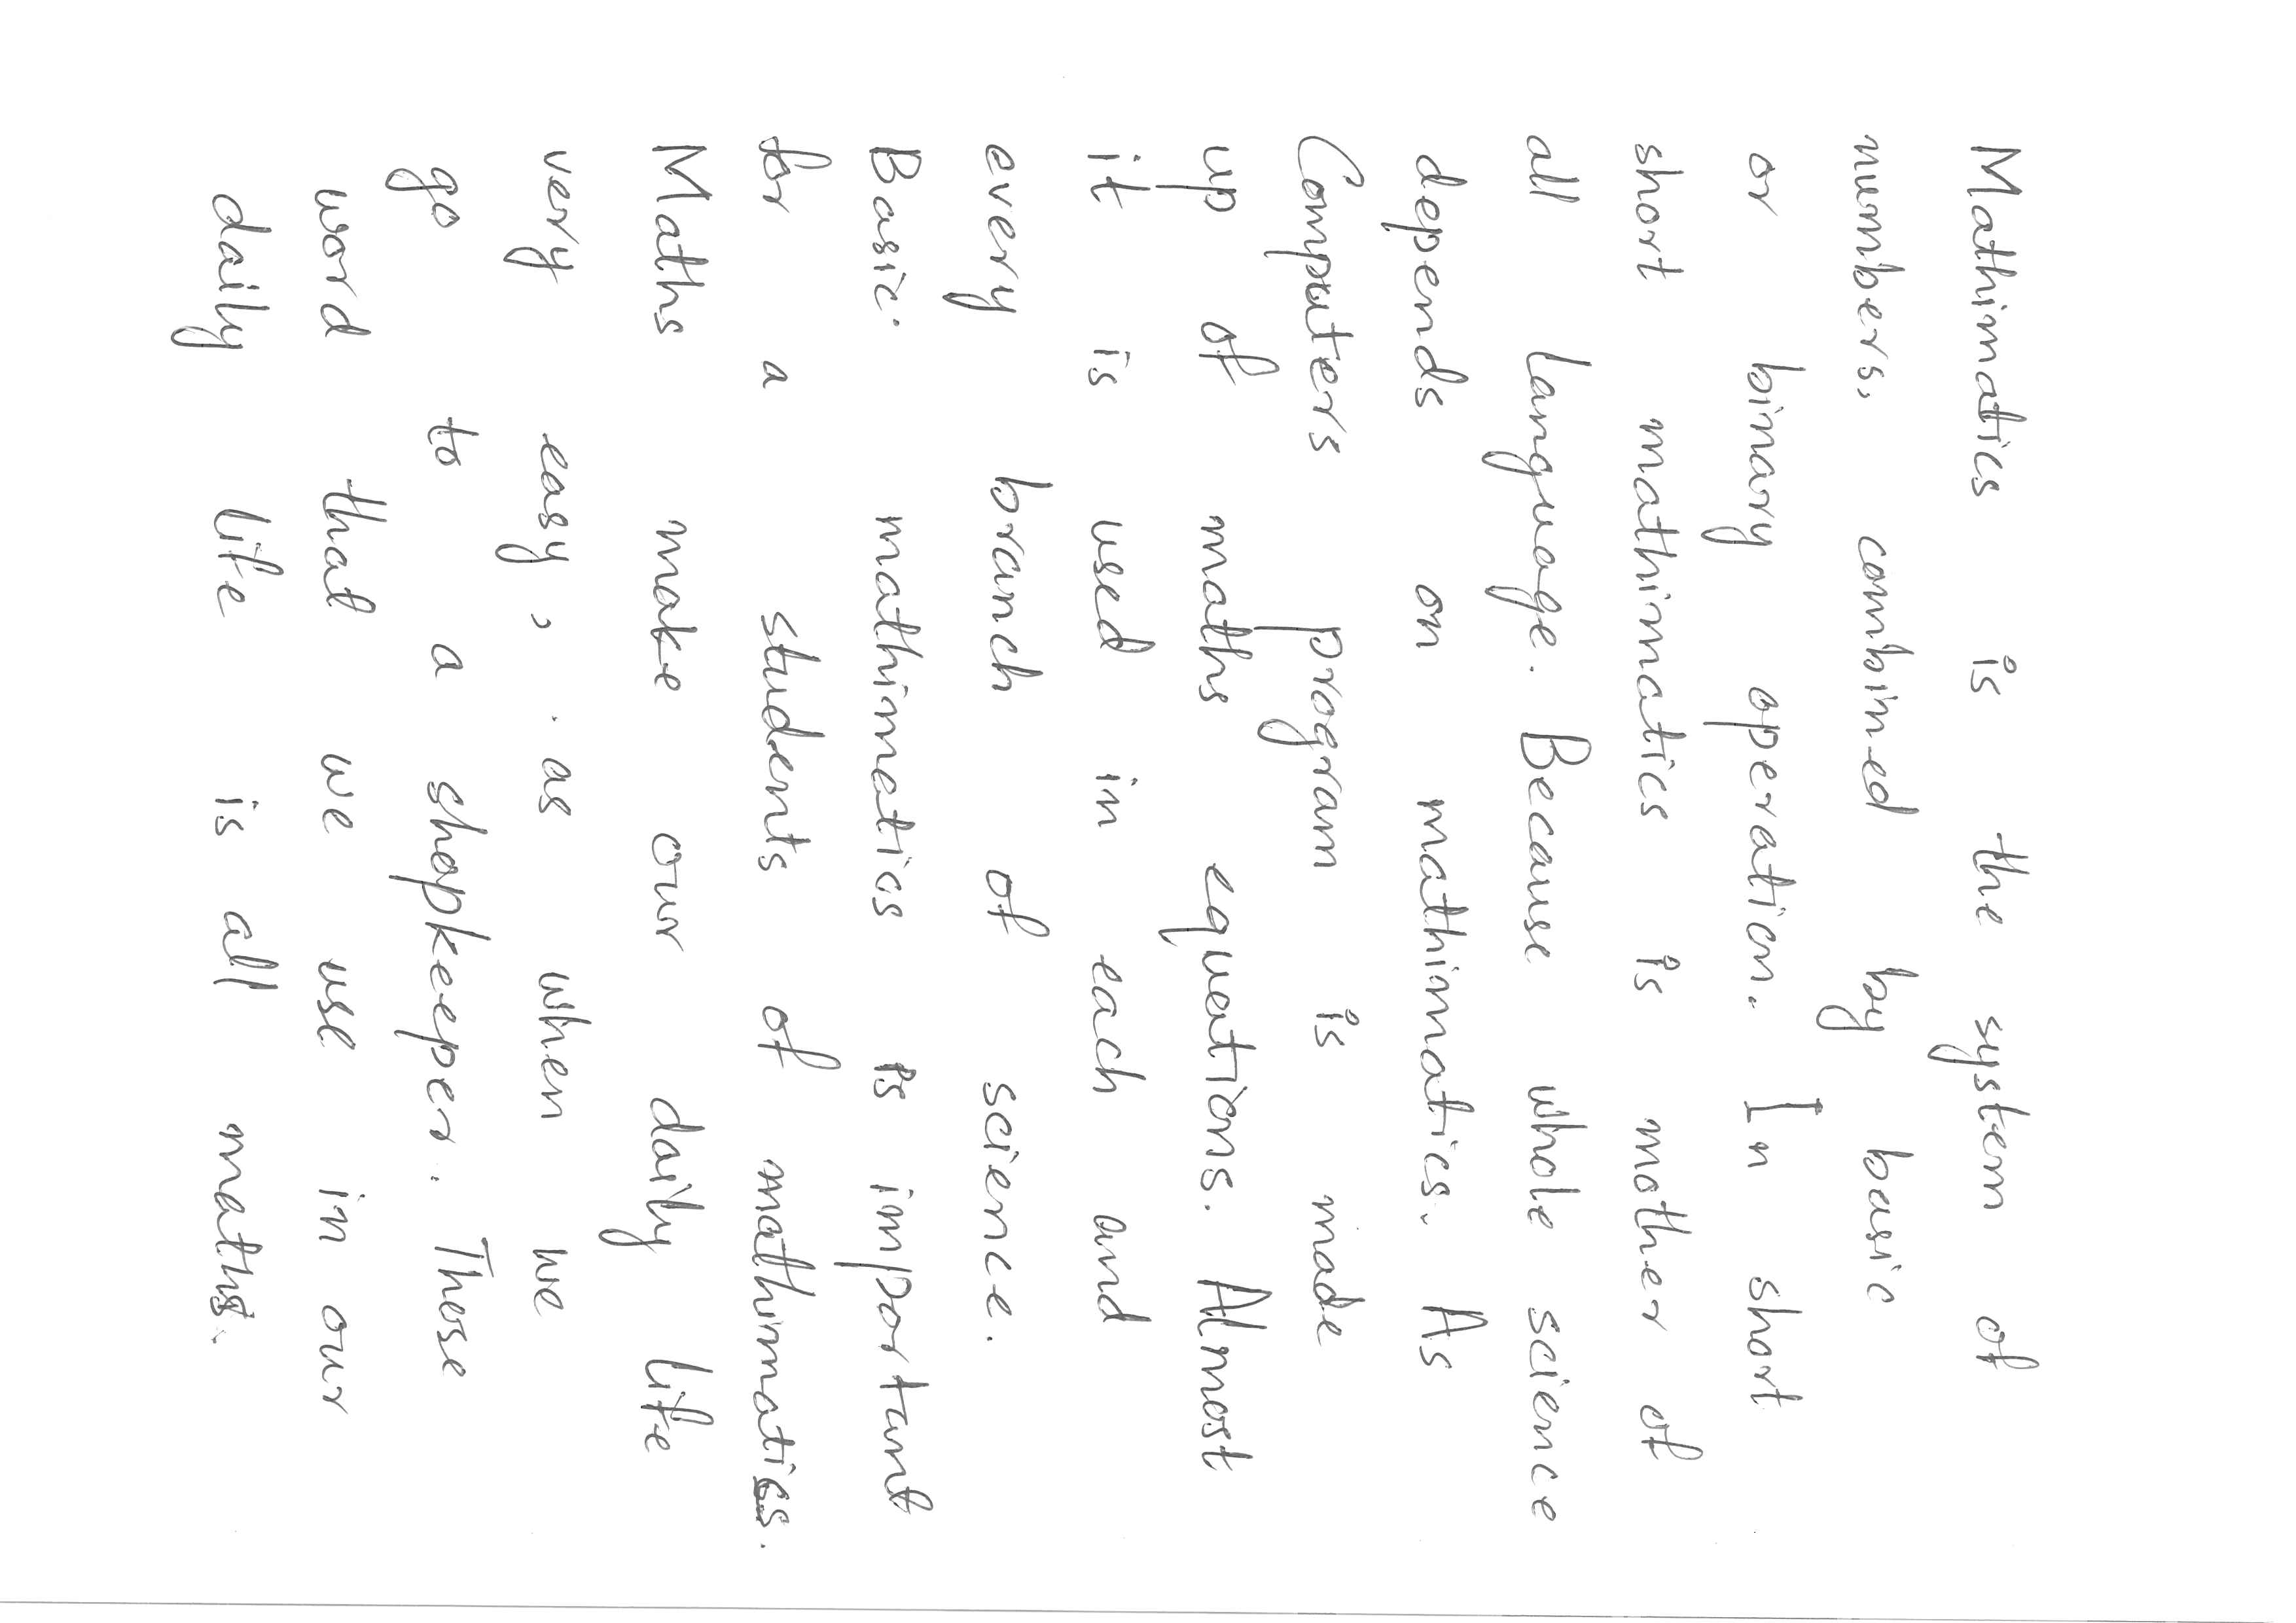 Mathimatics is the system of
numbers, combined by basic
or binary operation. In short
short mathimatics is mother of
all language. Because whole science
depends on mathimatics. As
Computers program is made
up of maths equations. Almost
it is used in each and
every branch of science.
Basic mathimatics is important
for a students of mathimatics.
Maths make our daily life
very easy, as when we
go to a shopkeeper. These
word that we use in our
daily life is all maths.